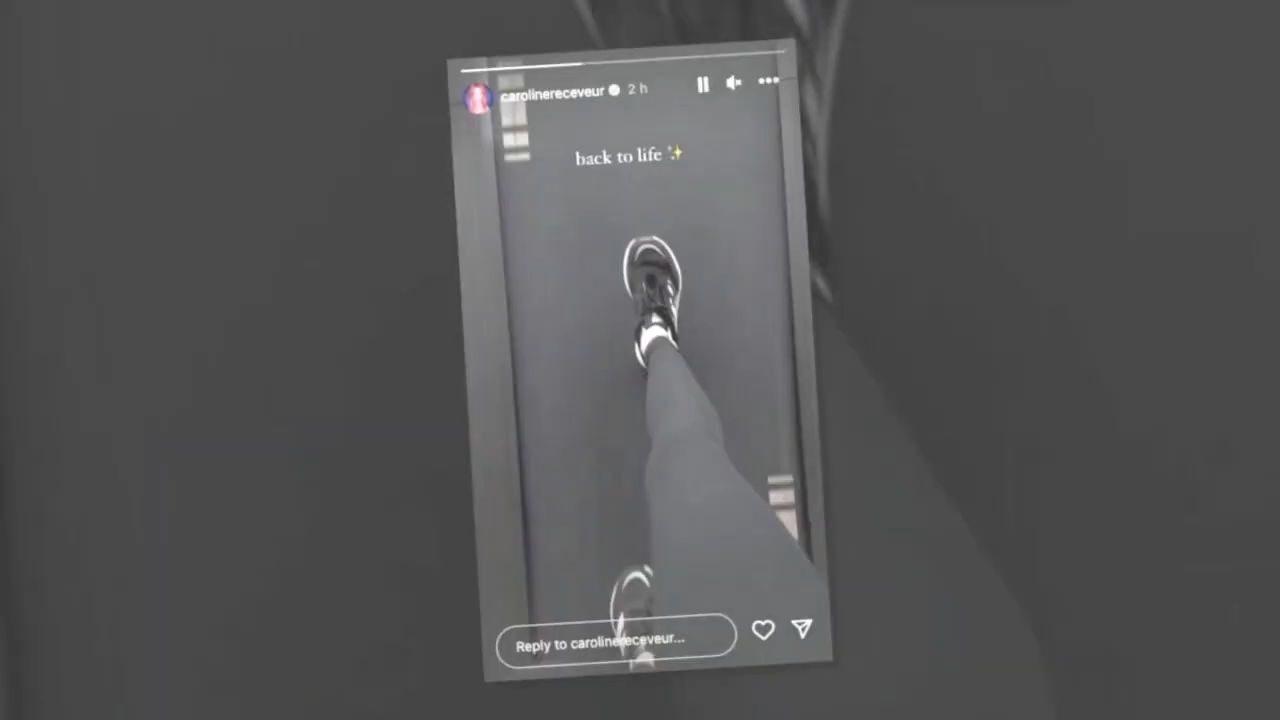 carolinereceveur 2 h
back to life ✨
Reply to carolinereceveur...